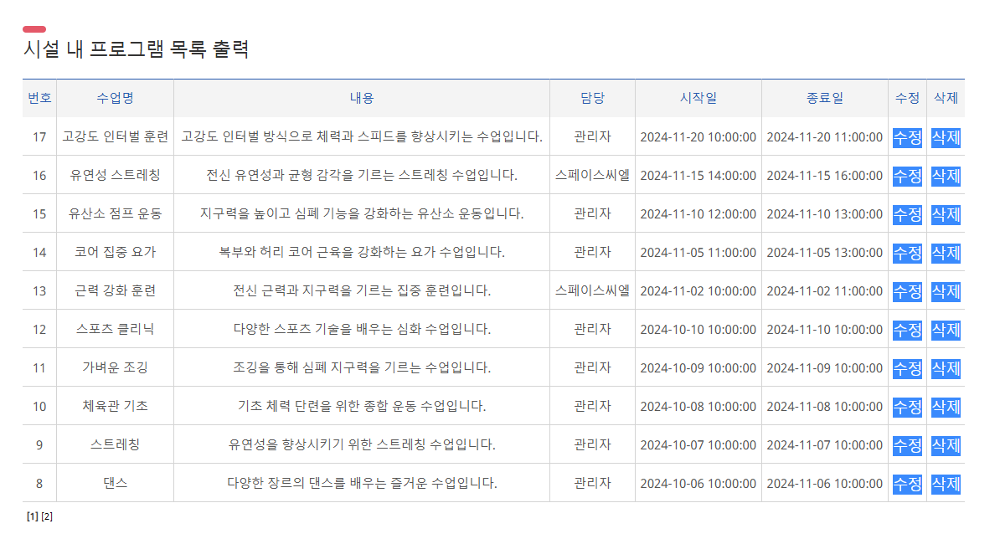 시설 내 프로그램 목록 출력
번호 수업명 내용 담당 시작일 종료일 수정 삭제
17 고강도 인터벌 훈련 고강도 인터벌 방식으로 체력과 스피드를 향상시키는 수업입니다. 관리자 2024-11-20 10:00:00 2024-11-20 11:00:00 수정 삭제
16 유연성 스트레칭 전신 유연성과 균형 감각을 기르는 스트레칭 수업입니다. 스페이스씨엘 2024-11-15 14:00:00 2024-11-15 16:00:00 수정 삭제
15 유산소 점프 운동 지구력을 높이고 심폐 기능을 강화하는 유산소 운동입니다. 관리자 2024-11-10 12:00:00 2024-11-10 13:00:00 수정 삭제
14 코어 집중 요가 복부와 허리 코어 근육을 강화하는 요가 수업입니다. 관리자 2024-11-05 11:00:00 2024-11-05 13:00:00 수정 삭제
13 근력 강화 훈련 전신 근력과 지구력을 기르는 집중 훈련입니다. 스페이스씨엘 2024-11-02 10:00:00 2024-11-02 11:00:00 수정 삭제
12 스포츠 클리닉 다양한 스포츠 기술을 배우는 심화 수업입니다. 관리자 2024-10-10 10:00:00 2024-11-10 10:00:00 수정 삭제
11 가벼운 조깅 조깅을 통해 심폐 지구력을 기르는 수업입니다. 관리자 2024-10-09 10:00:00 2024-11-09 10:00:00 수정 삭제
10 체육관 기초 기초 체력 단련을 위한 종합 운동 수업입니다. 관리자 2024-10-08 10:00:00 2024-11-08 10:00:00 수정 삭제
9 스트레칭 유연성을 향상시키기 위한 스트레칭 수업입니다. 관리자 2024-10-07 10:00:00 2024-11-07 10:00:00 수정 삭제
8 댄스 다양한 장르의 댄스를 배우는 즐거운 수업입니다. 관리자 2024-10-06 10:00:00 2024-11-06 10:00:00 수정 삭제
[1] [2]